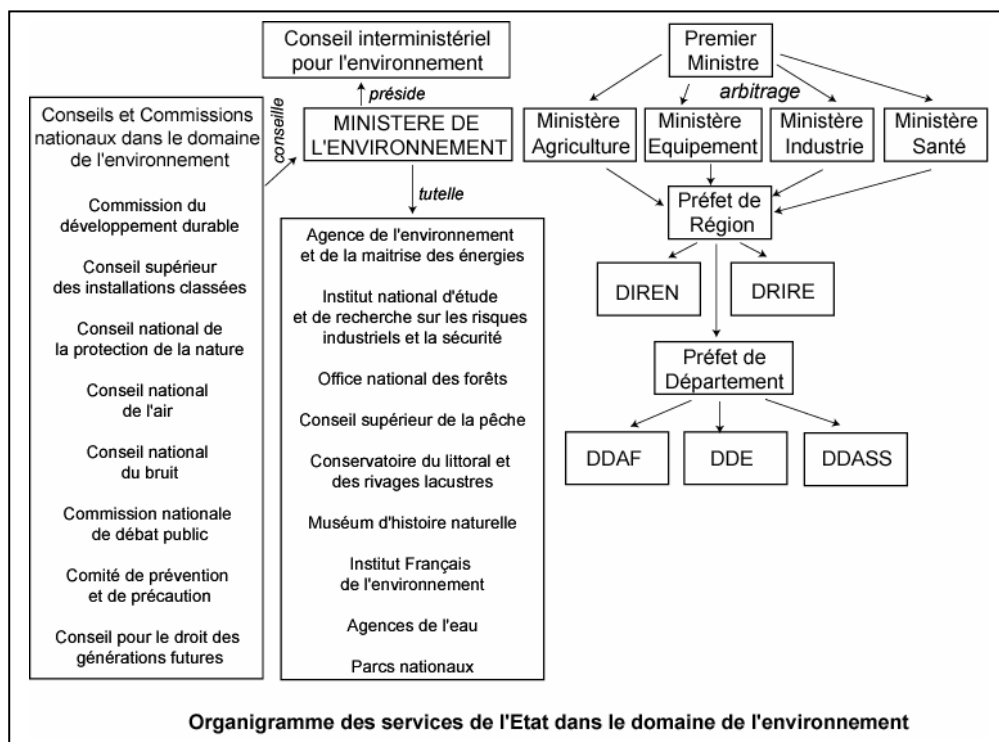 Conseil interministériel
pour l'environnement
Premier
Ministre
préside
arbitrage
conseille
Conseils et Commissions
nationaux dans le domaine
de l'environnement
MINISTERE DE
L'ENVIRONNEMENT
Ministère
Agriculture
Ministère
Equipement
Ministère
Industrie
Ministère
Santé
tutelle
Commission du
développement durable
Conseil supérieur
des installations classées
Conseil national de
la protection de la nature
Conseil national
de l'air
Conseil national
du bruit
Commission nationale
de débat public
Comité de prévention
et de précaution
Conseil pour le droit des
générations futures
Agence de l'environnement
et de la maitrise des énergies
Institut national d'étude
et de recherche sur les risques
industriels et la sécurité
Office national des forêts
Conseil supérieur de la pêche
Conservatoire du littoral et
des rivages lacustres
Muséum d'histoire naturelle
Institut Français
de l'environnement
Agences de l'eau
Parcs nationaux
Préfet de
Région
DIREN
DRIRE
Préfet de
Département
DDAF
DDE
DDASS
Organigramme des services de l'Etat dans le domaine de l'environnement